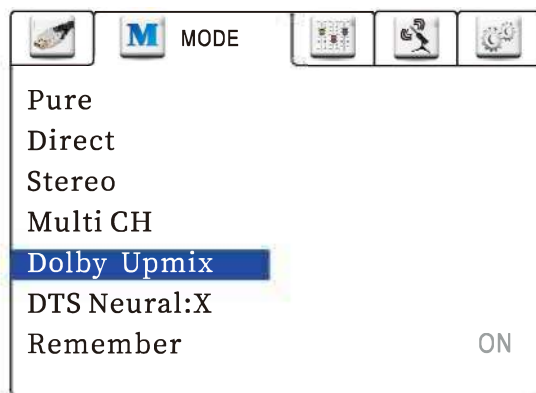 M MODE
Pure
Direct
Stereo
Multi CH
Dolby Upmix
DTS Neural:X
Remember ON